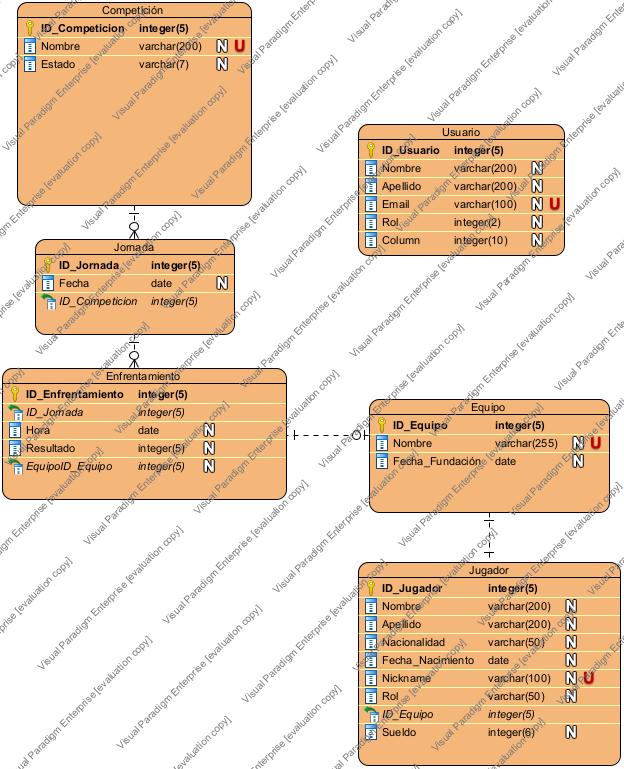 Competición
ID_Competicion integer(5)
Nombre varchar(200) N U
Estado varchar(7) N
Jornada
ID_Jornada integer(5)
Fecha date N
ID_Competicion integer(5)
Enfrentamiento
ID_Enfrentamiento integer(5)
ID_Jornada integer(5)
Hora date N
Resultado integer(5) N
EquipoID_Equipo integer(5) N
Usuario
ID_Usuario integer(5)
Nombre varchar(200) N
Apellido varchar(200) N
Email varchar(100) N U
Rol integer(2) N
Column integer(10) N
Equipo
ID_Equipo integer(5)
Nombre varchar(255) N U
Fecha_Fundación date N
Jugador
ID_Jugador integer(5)
Nombre varchar(200) N
Apellido varchar(200) N
Nacionalidad varchar(50) N
Fecha_Nacimiento date N
Nickname varchar(100) N U
Rol varchar(50) N
ID_Equipo integer(5)
Sueldo integer(6) N
Visual Paradigm Enterprise [evaluation copy]